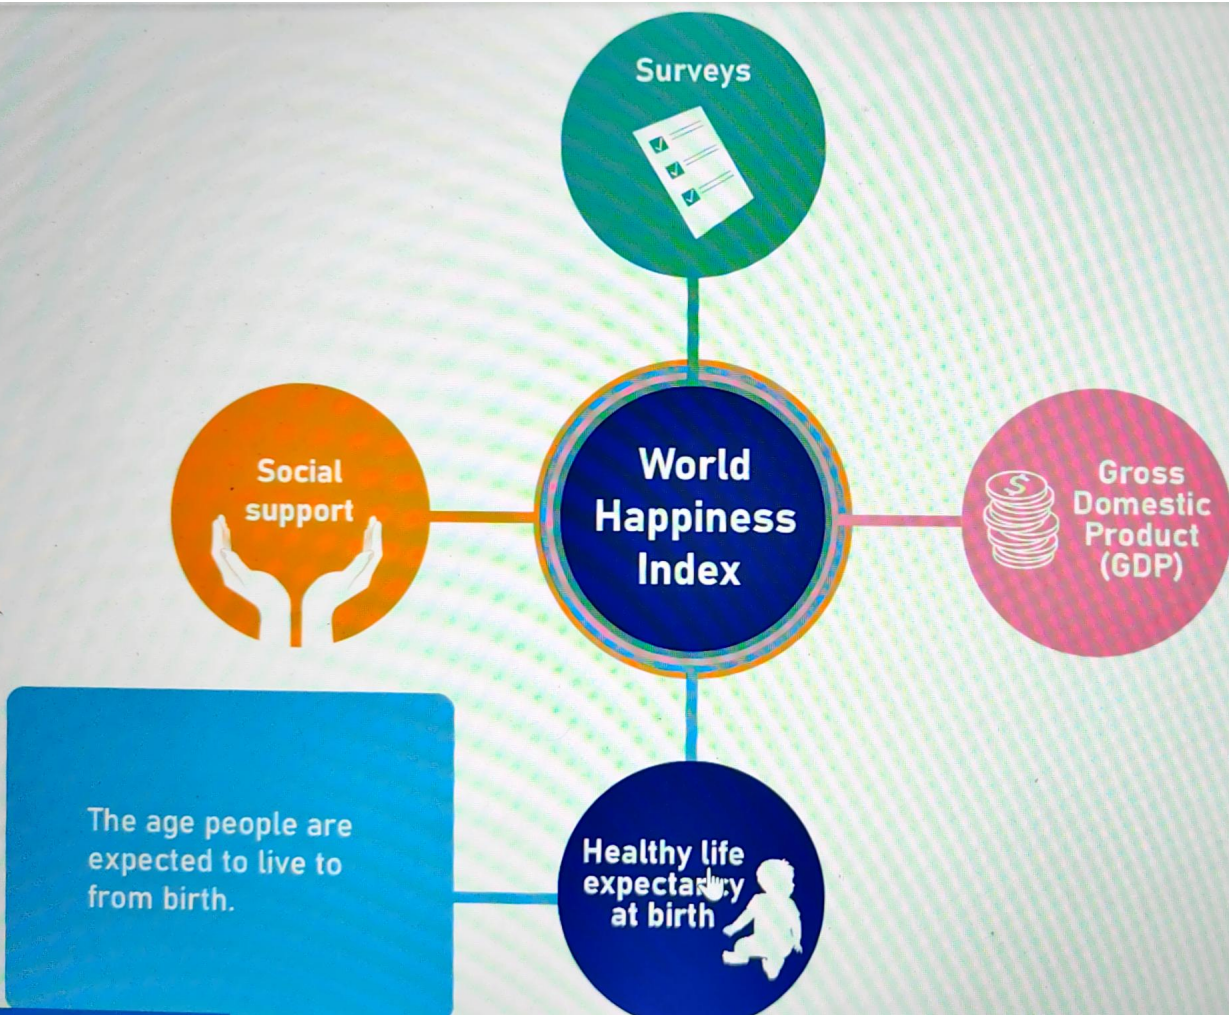 Surveys
Social
support
World
Happiness
Index
$
Gross
Domestic
Product
(GDP)
The age people are
expected to live to
from birth.
Healthy life
expectancy
at birth